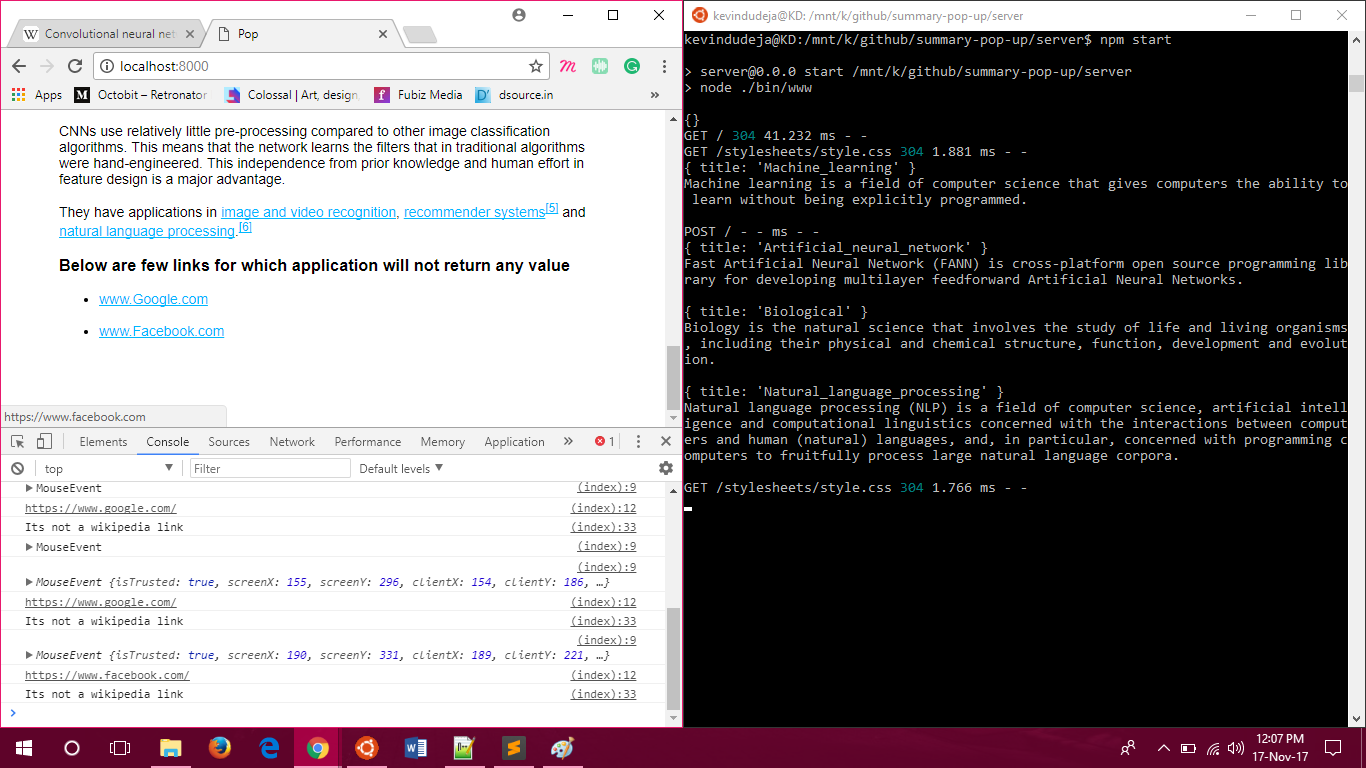 Convolutional neural net
Pop
localhost:8000
Apps
Octobit – Retronator
Colossal | Art, design,
Fubiz Media
dsource.in
»
CNNs use relatively little pre-processing compared to other image classification
algorithms. This means that the network learns the filters that in traditional algorithms
were hand-engineered. This independence from prior knowledge and human effort in
feature design is a major advantage.
They have applications in image and video recognition, recommender systems[5] and
natural language processing.[6]
Below are few links for which application will not return any value
• www.Google.com
• www.Facebook.com
https://www.facebook.com
Elements Console Sources Network Performance Memory Application » 1
top Filter Default levels
MouseEvent (index):9
https://www.google.com/ (index):12
Its not a wikipedia link (index):33
MouseEvent (index):9
(index):9
MouseEvent {isTrusted: true, screenX: 155, screenY: 296, clientX: 154, clientY: 186, …}
https://www.google.com/ (index):12
Its not a wikipedia link (index):33
(index):9
MouseEvent {isTrusted: true, screenX: 190, screenY: 331, clientX: 189, clientY: 221, …}
https://www.facebook.com/ (index):12
Its not a wikipedia link (index):33
>
kevindudeja@KD: /mnt/k/github/summary-pop-up/server
kevindudeja@KD:/mnt/k/github/summary-pop-up/server$ npm start
> server@0.0.0 start /mnt/k/github/summary-pop-up/server
> node ./bin/www
{}
GET / 304 41.232 ms - -
GET /stylesheets/style.css 304 1.881 ms - -
{ title: 'Machine_learning' }
Machine learning is a field of computer science that gives computers the ability to
learn without being explicitly programmed.
POST / - - ms - -
{ title: 'Artificial_neural_network' }
Fast Artificial Neural Network (FANN) is cross-platform open source programming lib
rary for developing multilayer feedforward Artificial Neural Networks.
{ title: 'Biological' }
Biology is the natural science that involves the study of life and living organisms
, including their physical and chemical structure, function, development and evolut
ion.
{ title: 'Natural_language_processing' }
Natural language processing (NLP) is a field of computer science, artificial intell
igence and computational linguistics concerned with the interactions between comput
ers and human (natural) languages, and, in particular, concerned with programming c
omputers to fruitfully process large natural language corpora.
GET /stylesheets/style.css 304 1.766 ms - -
12:07 PM
17-Nov-17